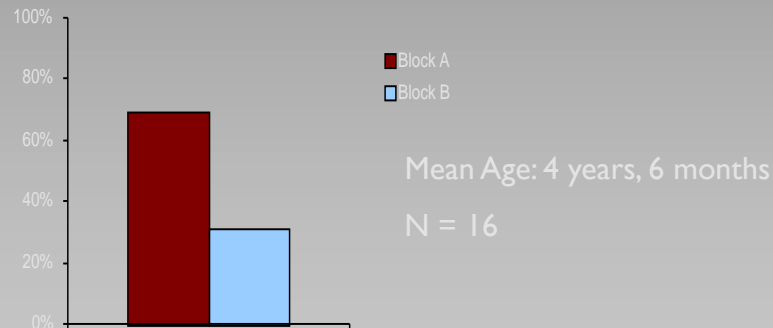 100%
80%
60%
40%
20%
0%
Block A
Block B
Mean Age: 4 years, 6 months
N = 16